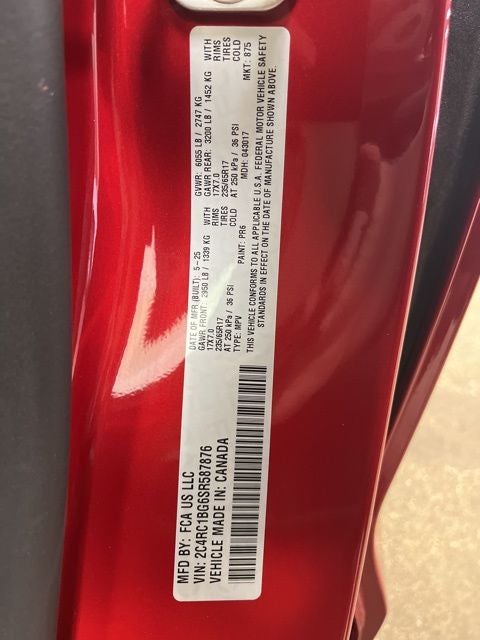 MFD BY: FCA US LLC
VIN: 2C4RC1BG6SR587876
VEHICLE MADE IN: CANADA
DATE OF MFR.(BUILT): 5-25 GVWR: 6055 LB / 2747 KG
GAWR FRONT: 2950 LB / 1339 KG WITH GAWR REAR: 3200 LB / 1452 KG WITH
17X7.0 RIMS 17X7.0 RIMS
235/65R17 TIRES 235/65R17 TIRES
AT 250 kPa / 36 PSI COLD AT 250 kPa / 36 PSI COLD
TYPE: MPV PAINT: PR6 MDH: 043017 MKT: 875
THIS VEHICLE CONFORMS TO ALL APPLICABLE U.S.A. FEDERAL MOTOR VEHICLE SAFETY
STANDARDS IN EFFECT ON THE DATE OF MANUFACTURE SHOWN ABOVE.